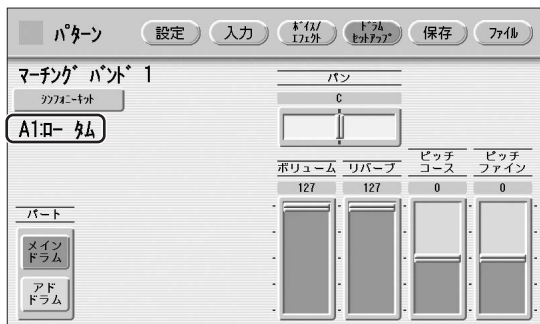 パターン 設定 入力 ボイス/エフェクト ドラムセットアップ 保存 ファイル
マーチング バンド 1
シンフォニーキット
A1:ロー タム
パン
C
ボリューム リバーブ ピッチコース ピッチファイン
127 127 0 0
パート
メインドラム
アドドラム